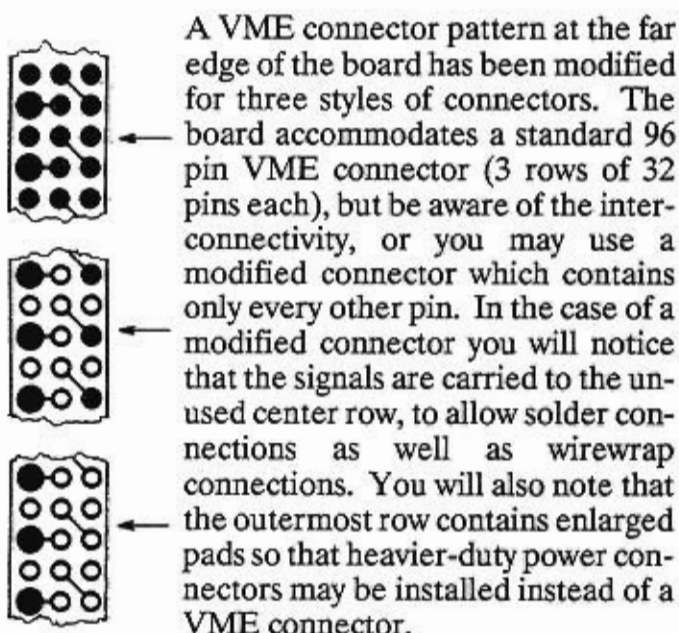 A VME connector pattern at the far
edge of the board has been modified
for three styles of connectors. The
board accommodates a standard 96
pin VME connector (3 rows of 32
pins each), but be aware of the inter-
connectivity, or you may use a
modified connector which contains
only every other pin. In the case of a
modified connector you will notice
that the signals are carried to the un-
used center row, to allow solder con-
nections as well as wirewrap
connections. You will also note that
the outermost row contains enlarged
pads so that heavier-duty power con-
nectors may be installed instead of a
VME connector.